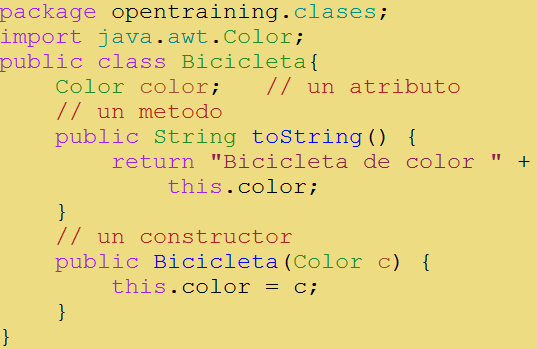 package opentraining.clases;
import java.awt.Color;
public class Bicicleta{
    Color color;   // un atributo
    // un metodo
    public String toString() {
        return "Bicicleta de color " +
            this.color;
    }
    // un constructor
    public Bicicleta(Color c) {
        this.color = c;
    }
}